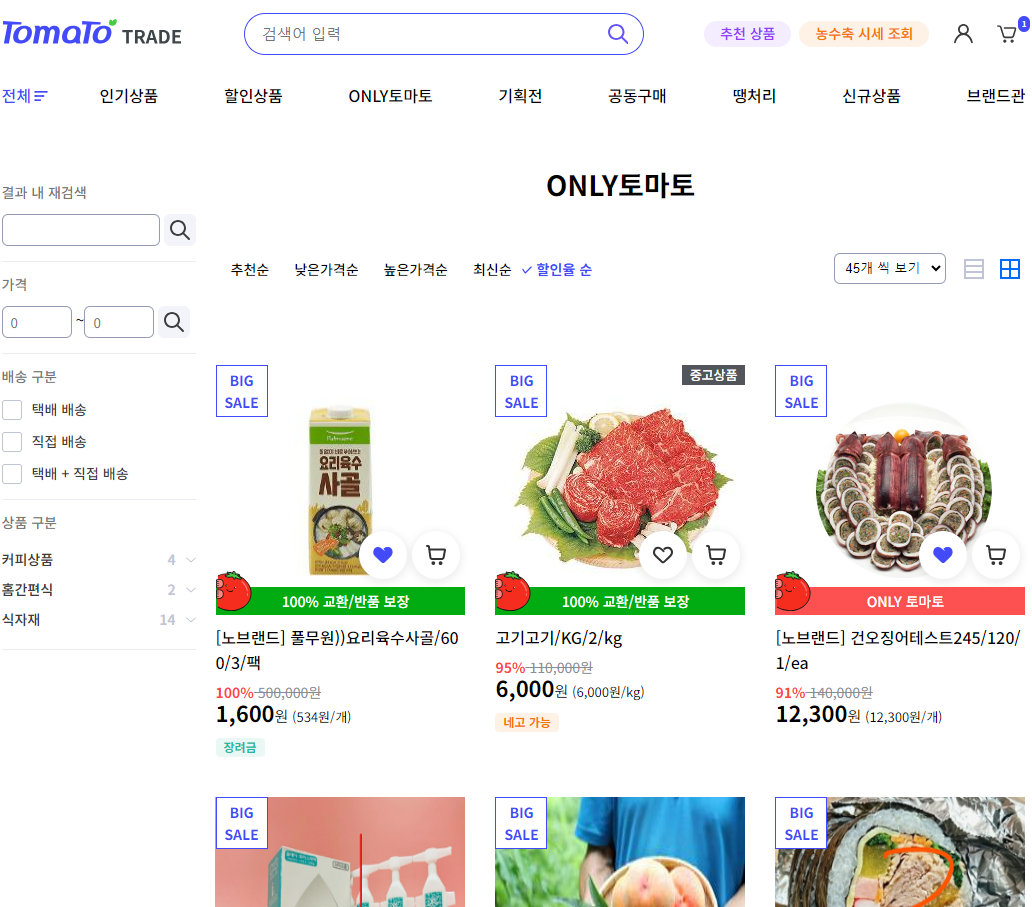 TomaTo TRADE
검색어 입력
추천 상품
농수축 시세 조회
1
전체
인기상품
할인상품
ONLY토마토
기획전
공동구매
땡처리
신규상품
브랜드관
ONLY토마토
결과 내 재검색
가격
0 ~ 0
배송 구분
택배 배송
직접 배송
택배 + 직접 배송
상품 구분
커피상품 4
홈간편식 2
식자재 14
추천순
낮은가격순
높은가격순
최신순
할인율 순
45개 씩 보기
BIG
SALE
Pulmuone
요리육수
사골
100% 교환/반품 보장
[노브랜드] 풀무원))요리육수사골/60
0/3/팩
100% 500,000원
1,600원 (534원/개)
장려금
BIG
SALE
중고상품
100% 교환/반품 보장
고기고기/KG/2/kg
95% 110,000원
6,000원 (6,000원/kg)
네고 가능
BIG
SALE
ONLY 토마토
[노브랜드] 건오징어테스트245/120/
1/ea
91% 140,000원
12,300원 (12,300원/개)
BIG
SALE
BIG
SALE
BIG
SALE